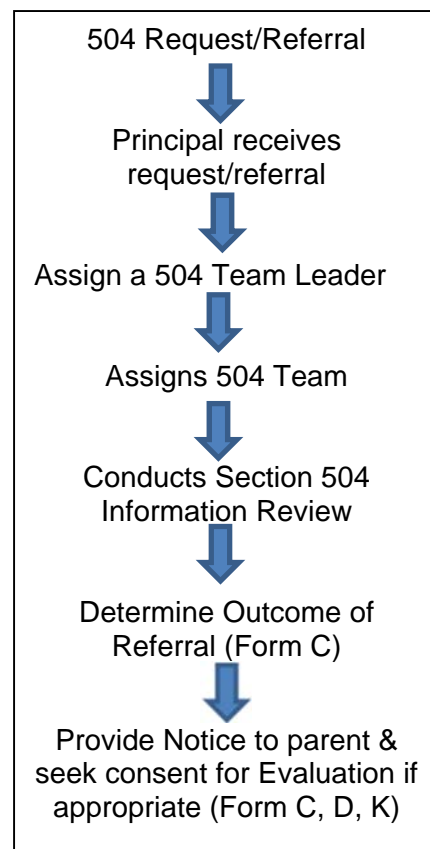 504 Request/Referral
Principal receives
request/referral
Assign a 504 Team Leader
Assigns 504 Team
Conducts Section 504
Information Review
Determine Outcome of
Referral (Form C)
Provide Notice to parent &
seek consent for Evaluation if
appropriate (Form C, D, K)